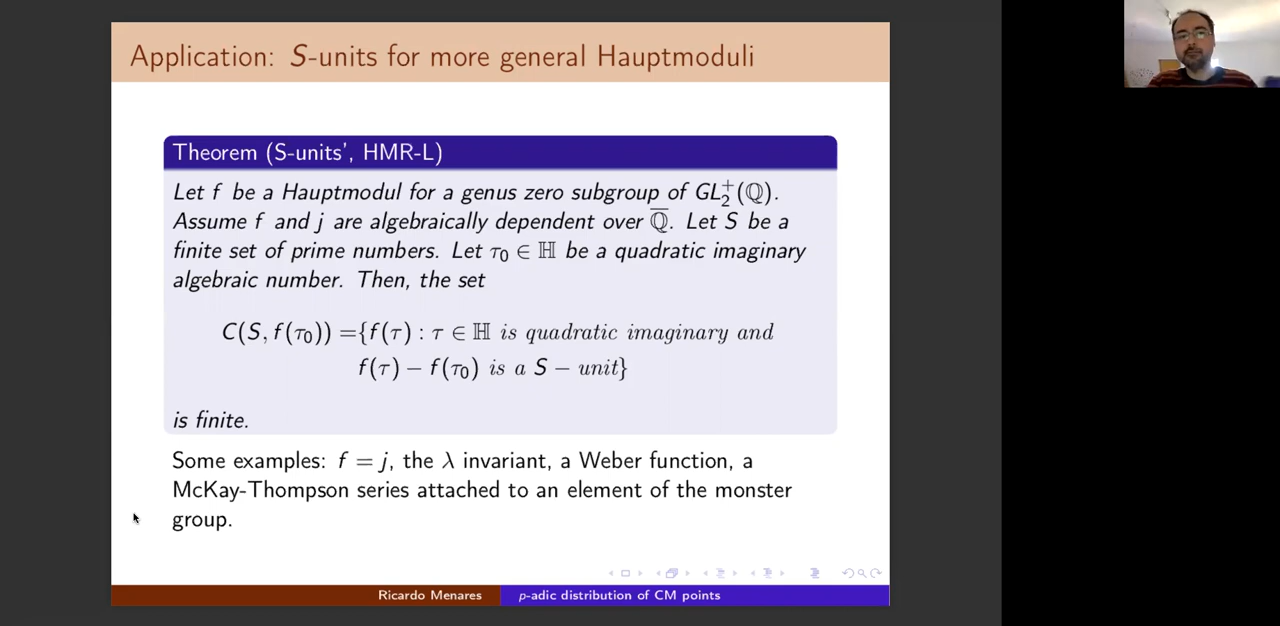 Application: S-units for more general Hauptmoduli
Theorem (S-units', HMR-L)
Let f be a Hauptmodul for a genus zero subgroup of GL₂⁺(ℚ).
Assume f and j are algebraically dependent over ℚ̅. Let S be a
finite set of prime numbers. Let τ₀ ∈ ℍ be a quadratic imaginary
algebraic number. Then, the set
C(S, f(τ₀)) ={f(τ) : τ ∈ ℍ is quadratic imaginary and
f(τ) − f(τ₀) is a S − unit}
is finite.
Some examples: f = j, the λ invariant, a Weber function, a
McKay-Thompson series attached to an element of the monster
group.
Ricardo Menares
p-adic distribution of CM points